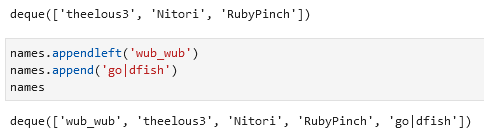 deque(['theelous3', 'Nitori', 'RubyPinch'])
names.appendleft('wub_wub')
names.append('go|dfish')
names
deque(['wub_wub', 'theelous3', 'Nitori', 'RubyPinch', 'go|dfish'])